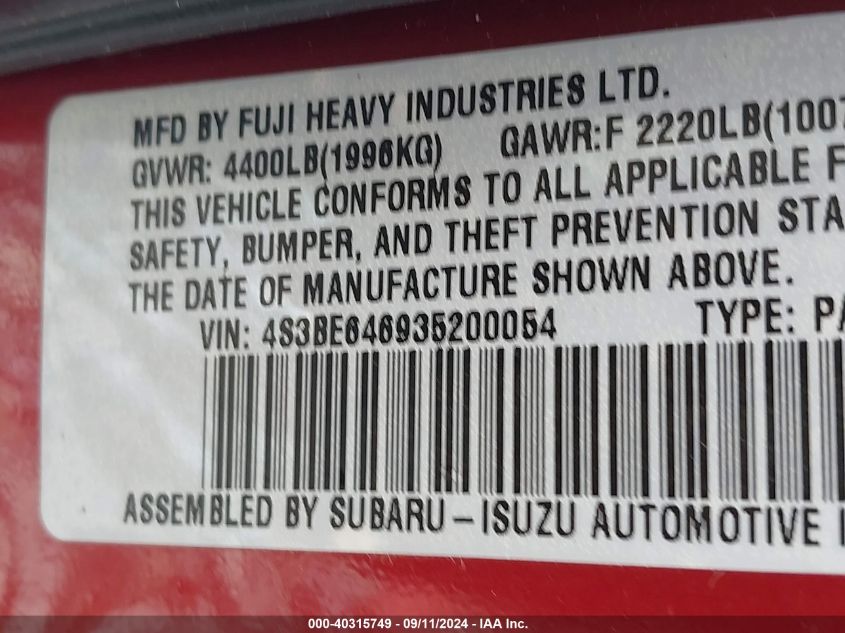 MFD BY FUJI HEAVY INDUSTRIES LTD.
GVWR: 4400LB(1996KG) GAWR:F 2220LB(1007
THIS VEHICLE CONFORMS TO ALL APPLICABLE F
SAFETY, BUMPER, AND THEFT PREVENTION STA
THE DATE OF MANUFACTURE SHOWN ABOVE.
VIN: 4S3BE646935200054 TYPE: PA
ASSEMBLED BY SUBARU-ISUZU AUTOMOTIVE I
000-40315749 - 09/11/2024 - IAA Inc.